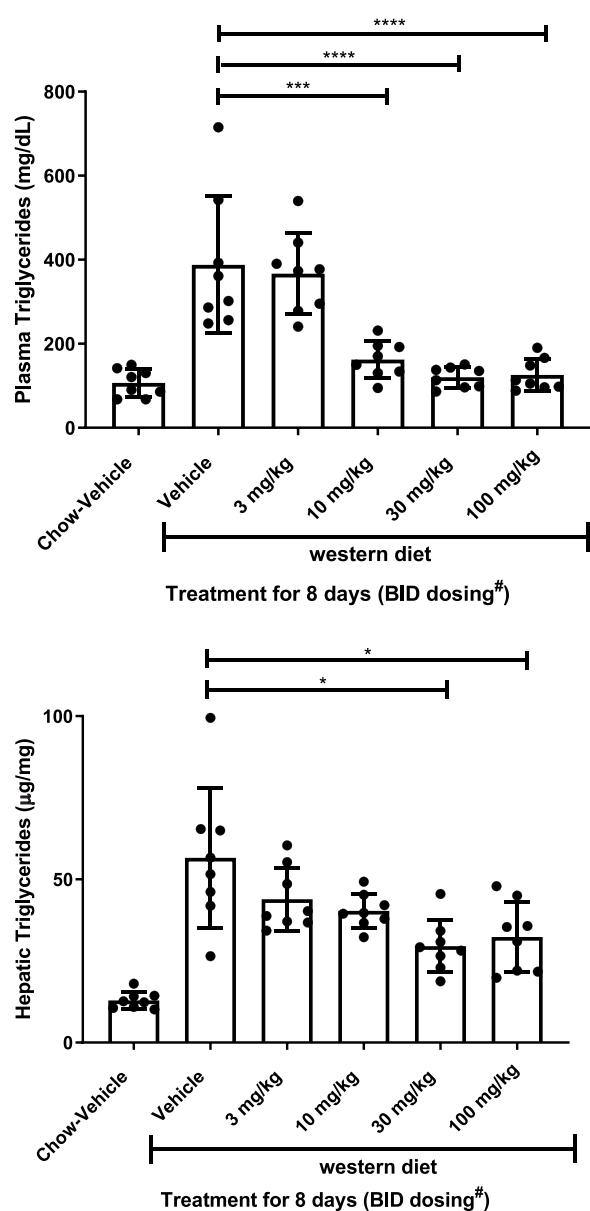 ****
****
***
800
600
400
200
0
Plasma Triglycerides (mg/dL)
Chow-Vehicle
Vehicle
3 mg/kg
10 mg/kg
30 mg/kg
100 mg/kg
western diet
Treatment for 8 days (BID dosing#)
*
*
100
50
0
Hepatic Triglycerides (µg/mg)
Chow-Vehicle
Vehicle
3 mg/kg
10 mg/kg
30 mg/kg
100 mg/kg
western diet
Treatment for 8 days (BID dosing#)